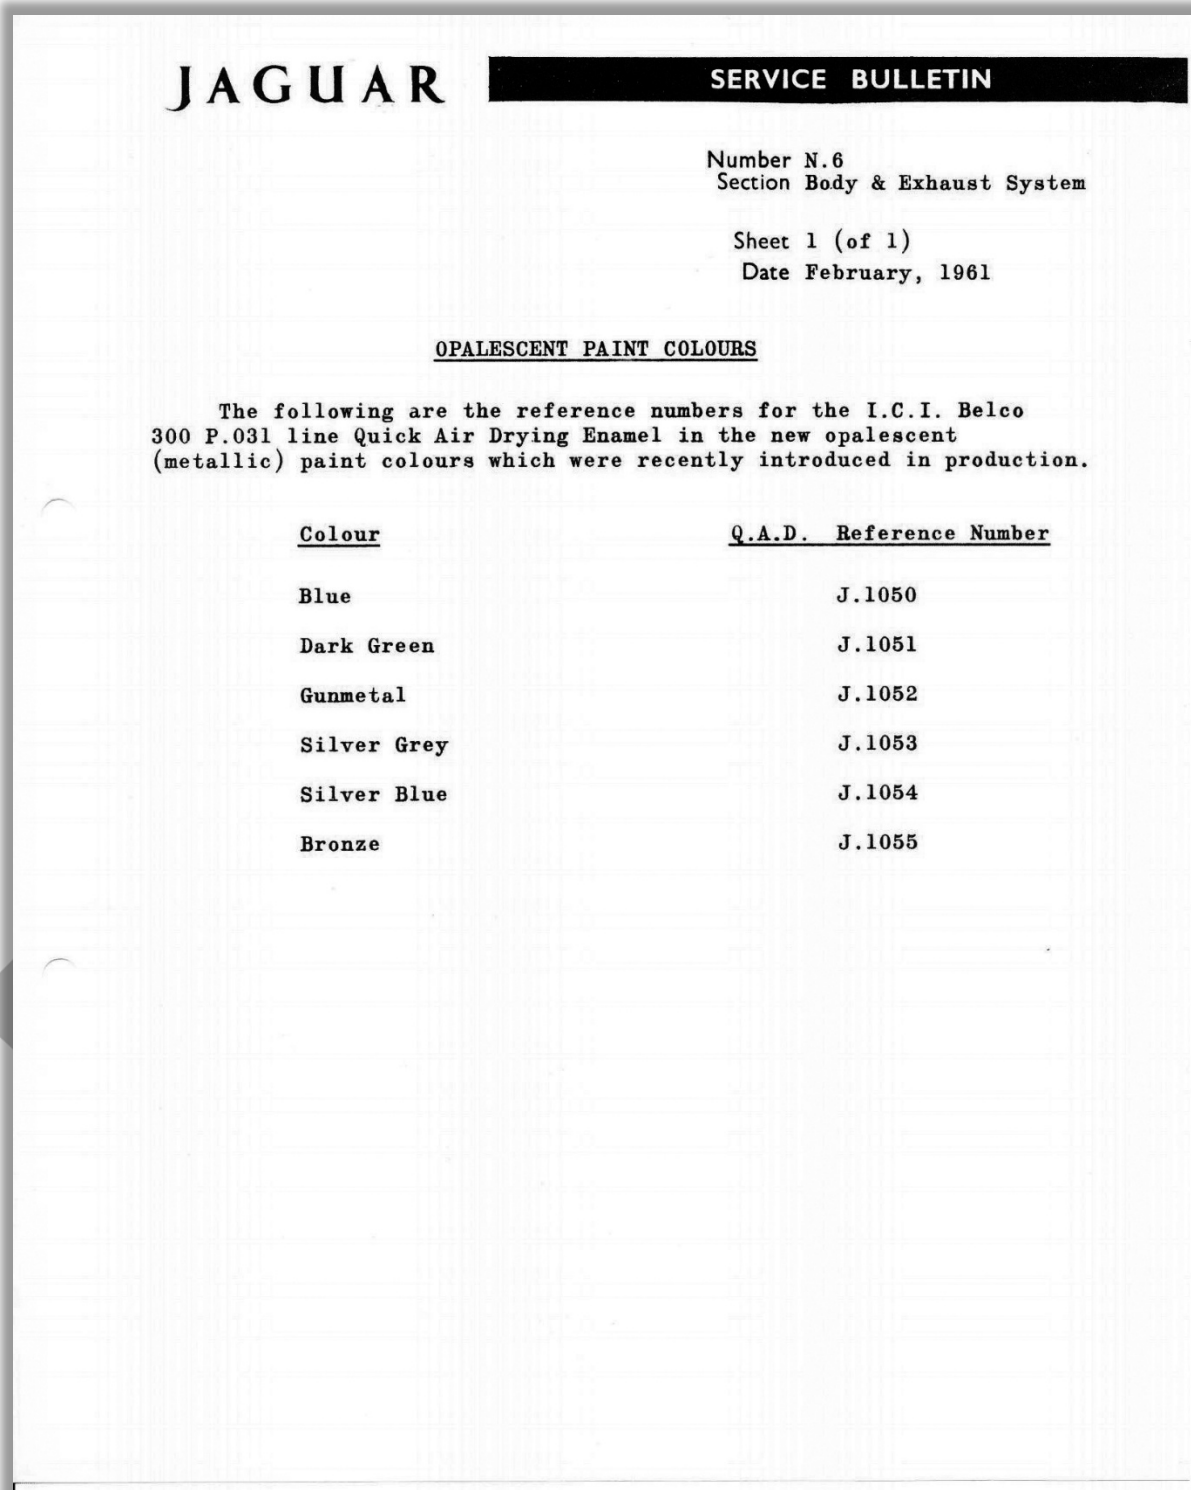 JAGUAR SERVICE BULLETIN
Number N.6
Section Body & Exhaust System
Sheet 1 (of 1)
Date February, 1961
OPALESCENT PAINT COLOURS
The following are the reference numbers for the I.C.I. Belco
300 P.031 line Quick Air Drying Enamel in the new opalescent
(metallic) paint colours which were recently introduced in production.
Colour Q.A.D. Reference Number
Blue J.1050
Dark Green J.1051
Gunmetal J.1052
Silver Grey J.1053
Silver Blue J.1054
Bronze J.1055